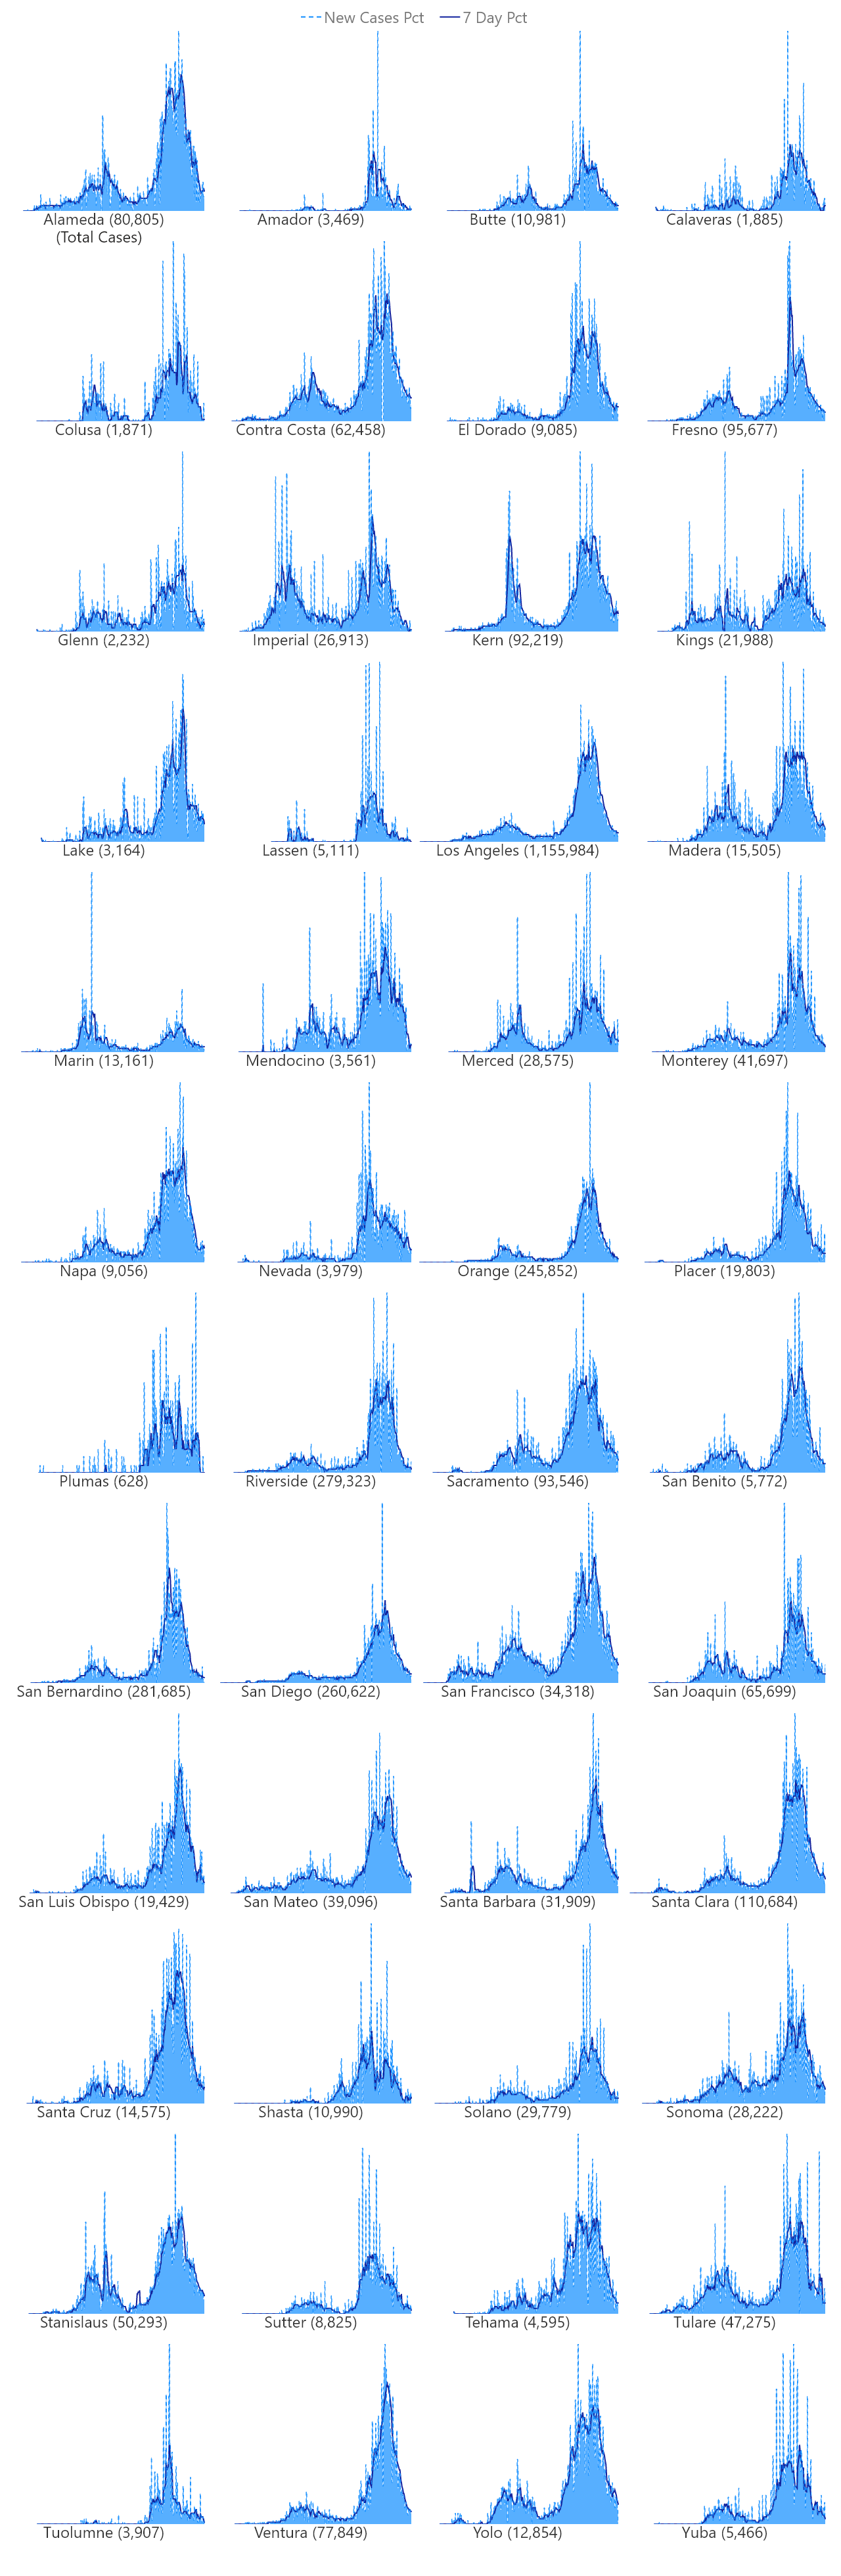 New Cases Pct 7 Day Pct
Alameda (80,805) Amador (3,469) Butte (10,981) Calaveras (1,885)
(Total Cases)
Colusa (1,871) Contra Costa (62,458) El Dorado (9,085) Fresno (95,677)
Glenn (2,232) Imperial (26,913) Kern (92,219) Kings (21,988)
Lake (3,164) Lassen (5,111) Los Angeles (1,155,984) Madera (15,505)
Marin (13,161) Mendocino (3,561) Merced (28,575) Monterey (41,697)
Napa (9,056) Nevada (3,979) Orange (245,852) Placer (19,803)
Plumas (628) Riverside (279,323) Sacramento (93,546) San Benito (5,772)
San Bernardino (281,685) San Diego (260,622) San Francisco (34,318) San Joaquin (65,699)
San Luis Obispo (19,429) San Mateo (39,096) Santa Barbara (31,909) Santa Clara (110,684)
Santa Cruz (14,575) Shasta (10,990) Solano (29,779) Sonoma (28,222)
Stanislaus (50,293) Sutter (8,825) Tehama (4,595) Tulare (47,275)
Tuolumne (3,907) Ventura (77,849) Yolo (12,854) Yuba (5,466)